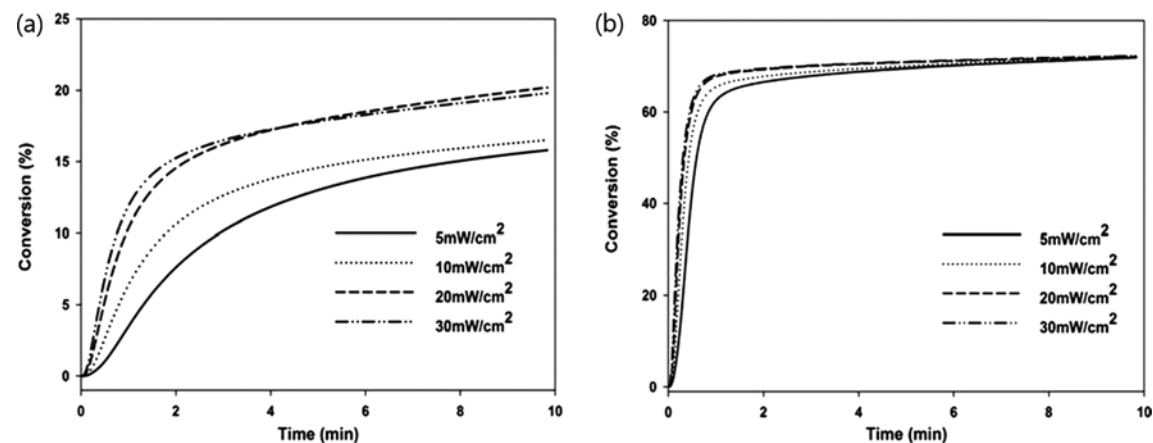 (a)
25
20
15
10
5
0
Conversion (%)
5mW/cm²
10mW/cm²
20mW/cm²
30mW/cm²
0 2 4 6 8 10
Time (min)
(b)
80
60
40
20
0
Conversion (%)
5mW/cm²
10mW/cm²
20mW/cm²
30mW/cm²
0 2 4 6 8 10
Time (min)